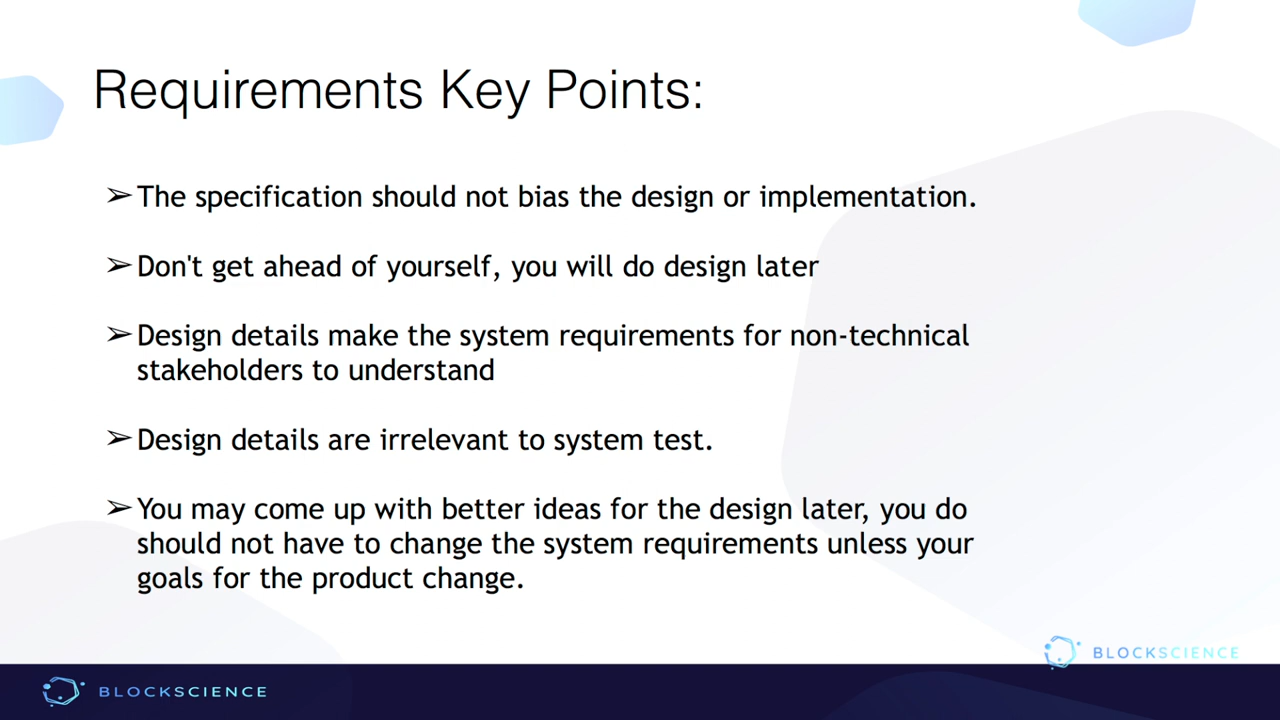 Requirements Key Points:
➢ The specification should not bias the design or implementation.
➢ Don't get ahead of yourself, you will do design later
➢ Design details make the system requirements for non-technical
stakeholders to understand
➢ Design details are irrelevant to system test.
➢ You may come up with better ideas for the design later, you do
should not have to change the system requirements unless your
goals for the product change.
BLOCKSCIENCE
BLOCKSCIENCE